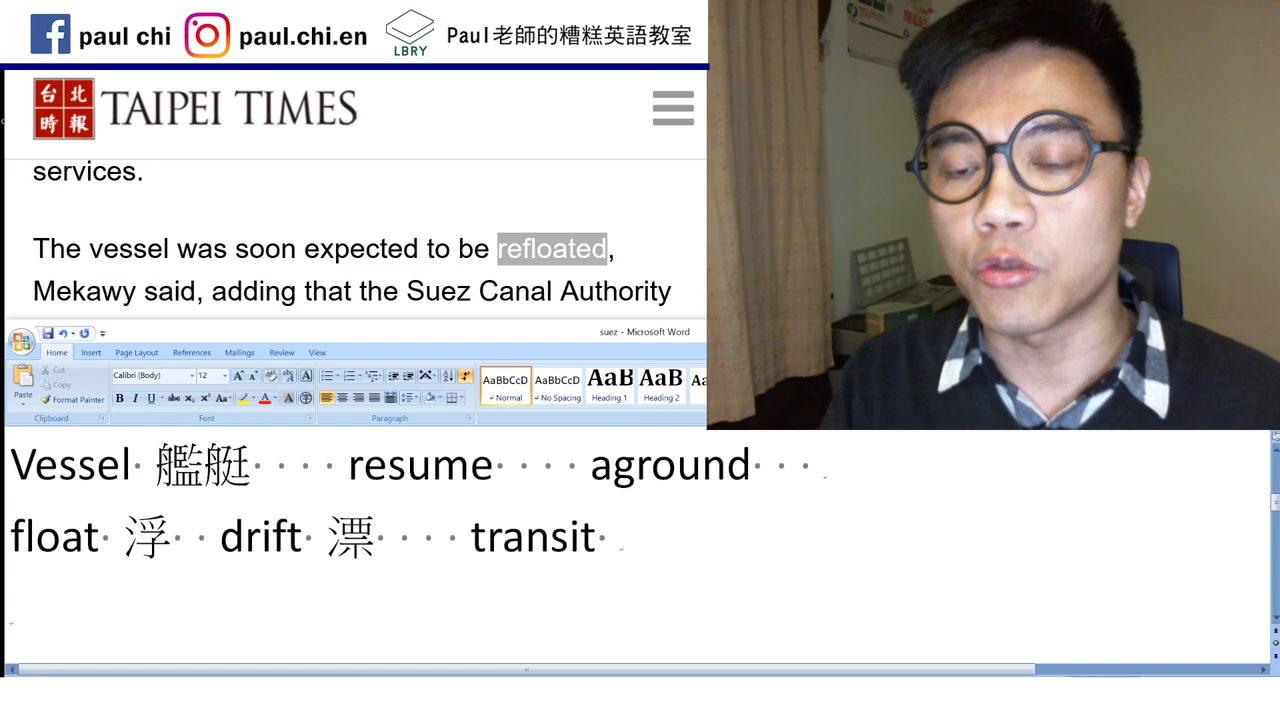 paul chi paul.chi.en LBRY Paul老師的糟糕英語教室
台北時報 TAIPEI TIMES
services.
The vessel was soon expected to be refloated,
Mekawy said, adding that the Suez Canal Authority
suez - Microsoft Word
Home Insert Page Layout References Mailings Review View
Paste Cut Copy Format Painter Clipboard
Calibri (Body) 12 Font
Paragraph
AaBbCcD Normal AaBbCcD No Spacing AaB Heading 1 AaB Heading 2
Vessel 艦艇 resume aground
float 浮 drift 漂 transit